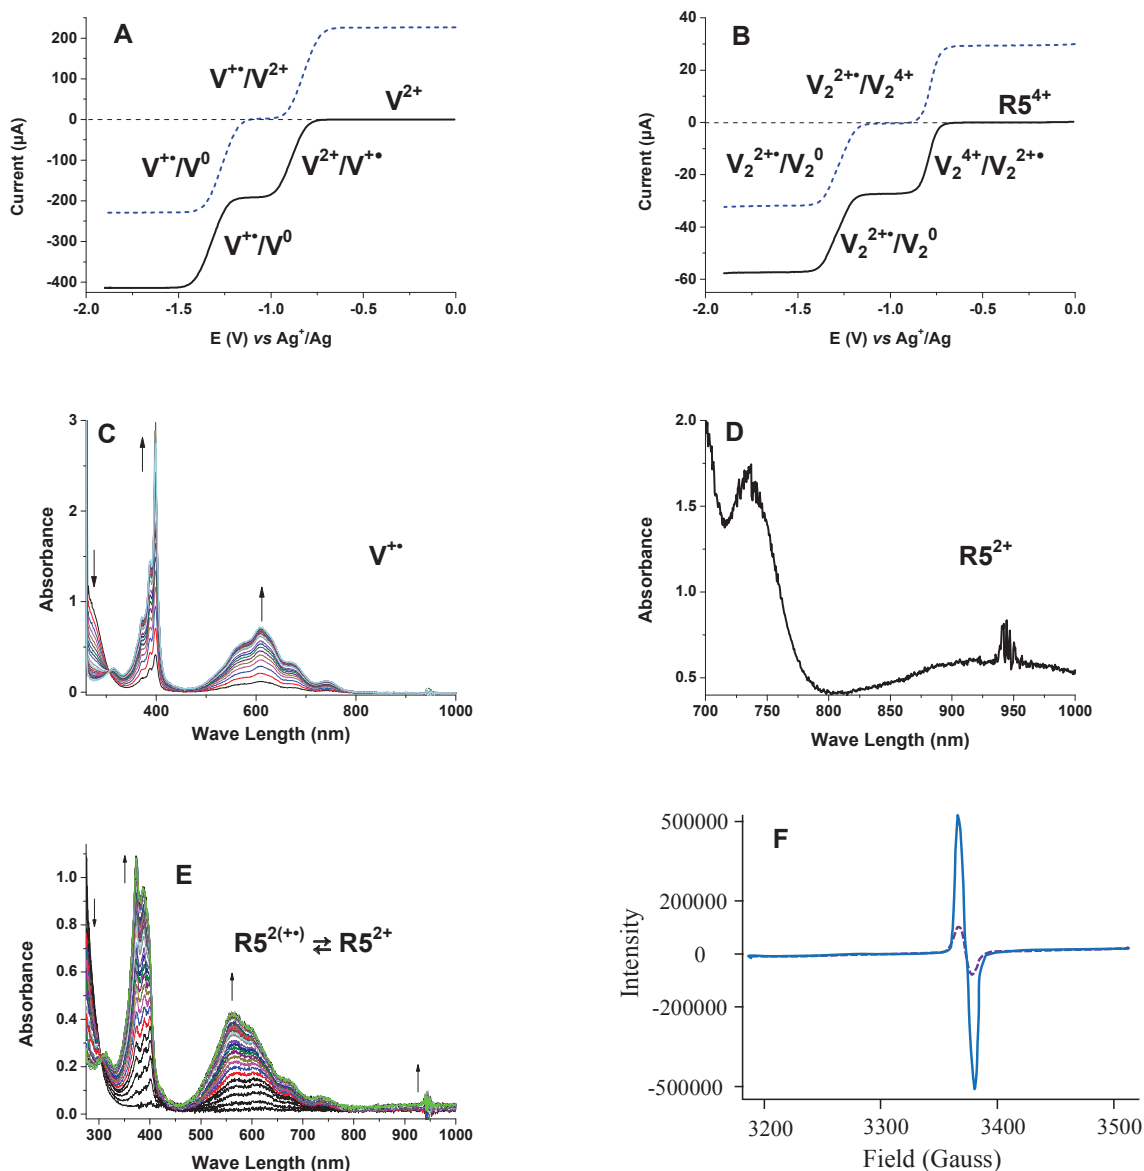 A
V⁺•/V²⁺
V²⁺
V⁺•/V⁰
V²⁺/V⁺•
V⁺•/V⁰
200
100
0
-100
-200
-300
-400
-2.0
-1.5
-1.0
-0.5
0.0
Current (µA)
E (V) vs Ag⁺/Ag
B
V₂²⁺•/V₂⁴⁺
R5⁴⁺
V₂²⁺•/V₂⁰
V₂⁴⁺/V₂²⁺•
V₂²⁺•/V₂⁰
40
20
0
-20
-40
-60
-2.0
-1.5
-1.0
-0.5
0.0
Current (µA)
E (V) vs Ag⁺/Ag
C
V⁺•
3
2
1
0
400
600
800
1000
Absorbance
Wave Length (nm)
D
R5²⁺
2.0
1.5
1.0
0.5
700
750
800
850
900
950
1000
Absorbance
Wave Length (nm)
E
R5²⁽⁺•⁾ ⇄ R5²⁺
1.0
0.8
0.6
0.4
0.2
0.0
300
400
500
600
700
800
900
1000
Absorbance
Wave Length (nm)
F
500000
200000
0
-200000
-500000
3200
3300
3400
3500
Intensity
Field (Gauss)